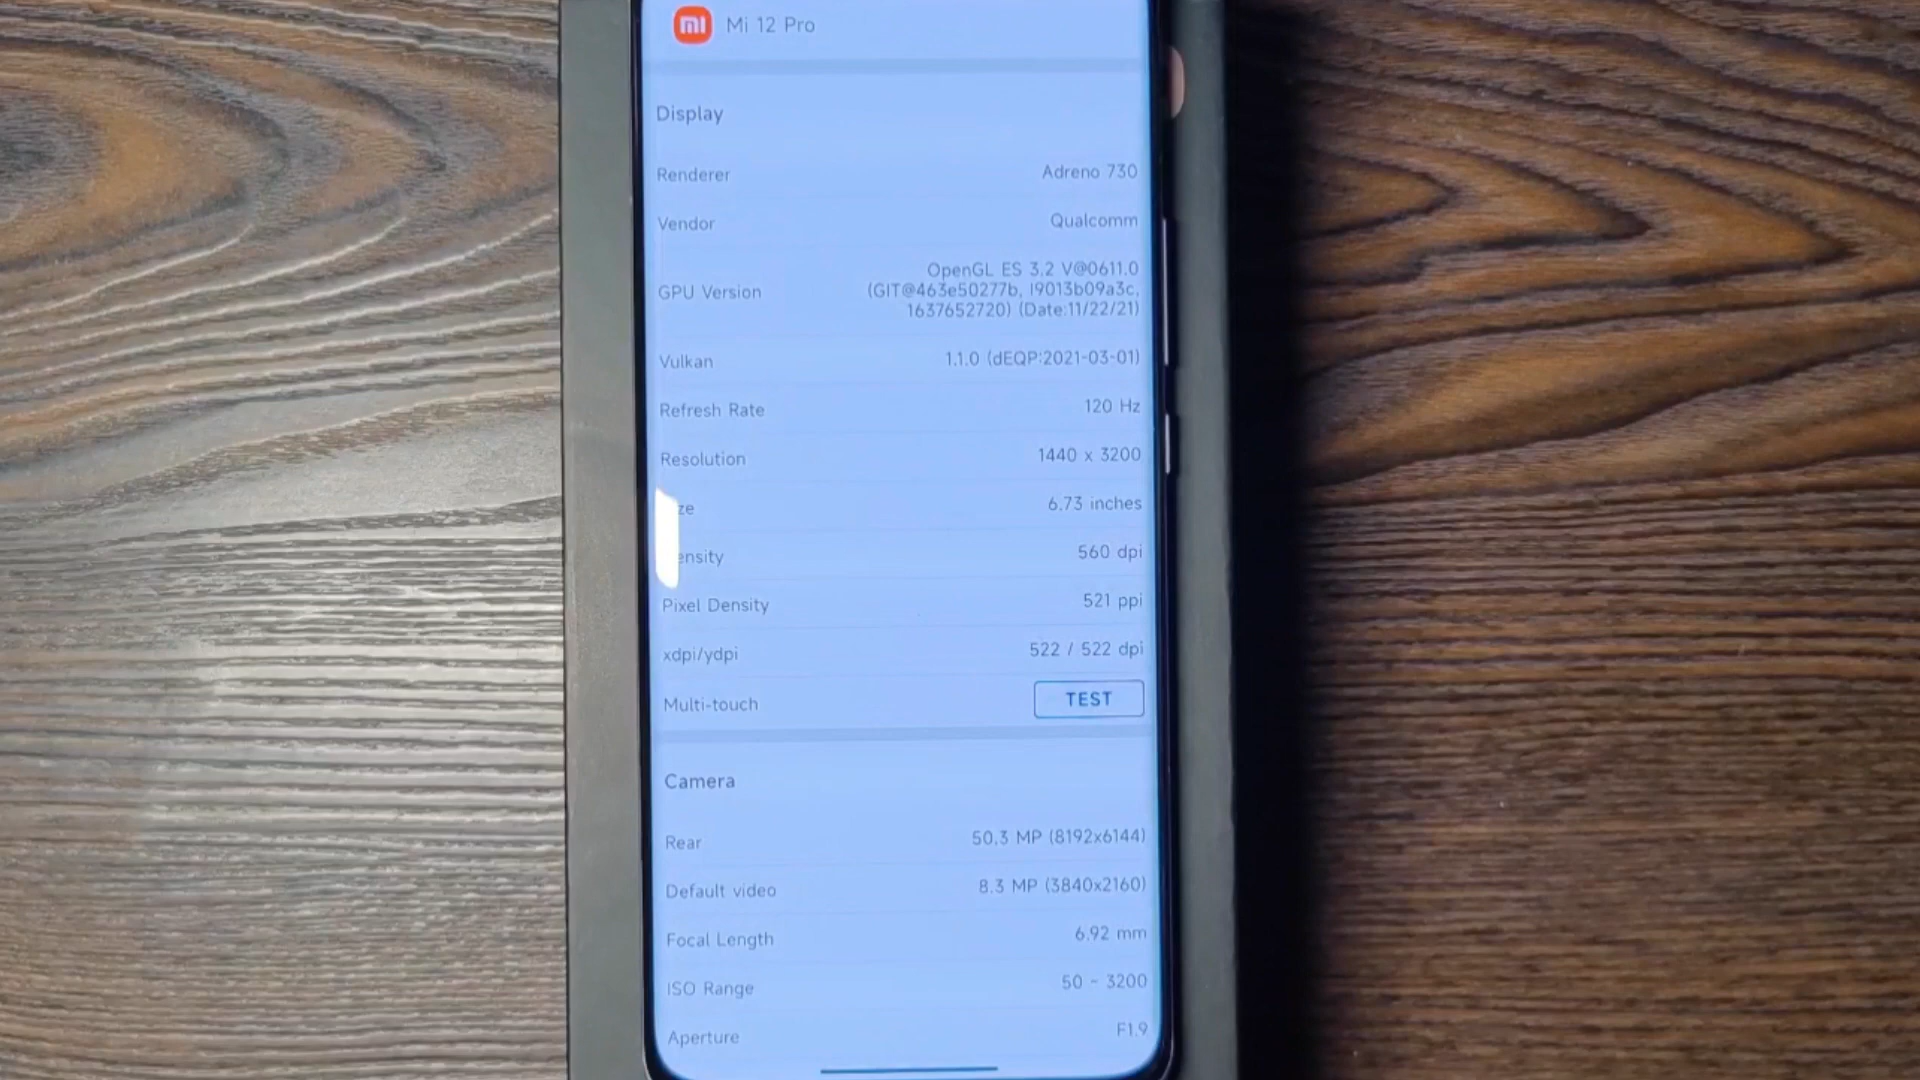 mi Mi 12 Pro
Display
Renderer Adreno 730
Vendor Qualcomm
GPU Version OpenGL ES 3.2 V@0611.0
(GIT@463e50277b, I9013b09a3c,
1637652720) (Date:11/22/21)
Vulkan 1.1.0 (dEQP:2021-03-01)
Refresh Rate 120 Hz
Resolution 1440 x 3200
ze 6.73 inches
ensity 560 dpi
Pixel Density 521 ppi
xdpi/ydpi 522 / 522 dpi
Multi-touch TEST
Camera
Rear 50,3 MP (8192x6144)
Default video 8.3 MP (3840x2160)
Focal Length 6.92 mm
ISO Range 50 - 3200
Aperture F1.9